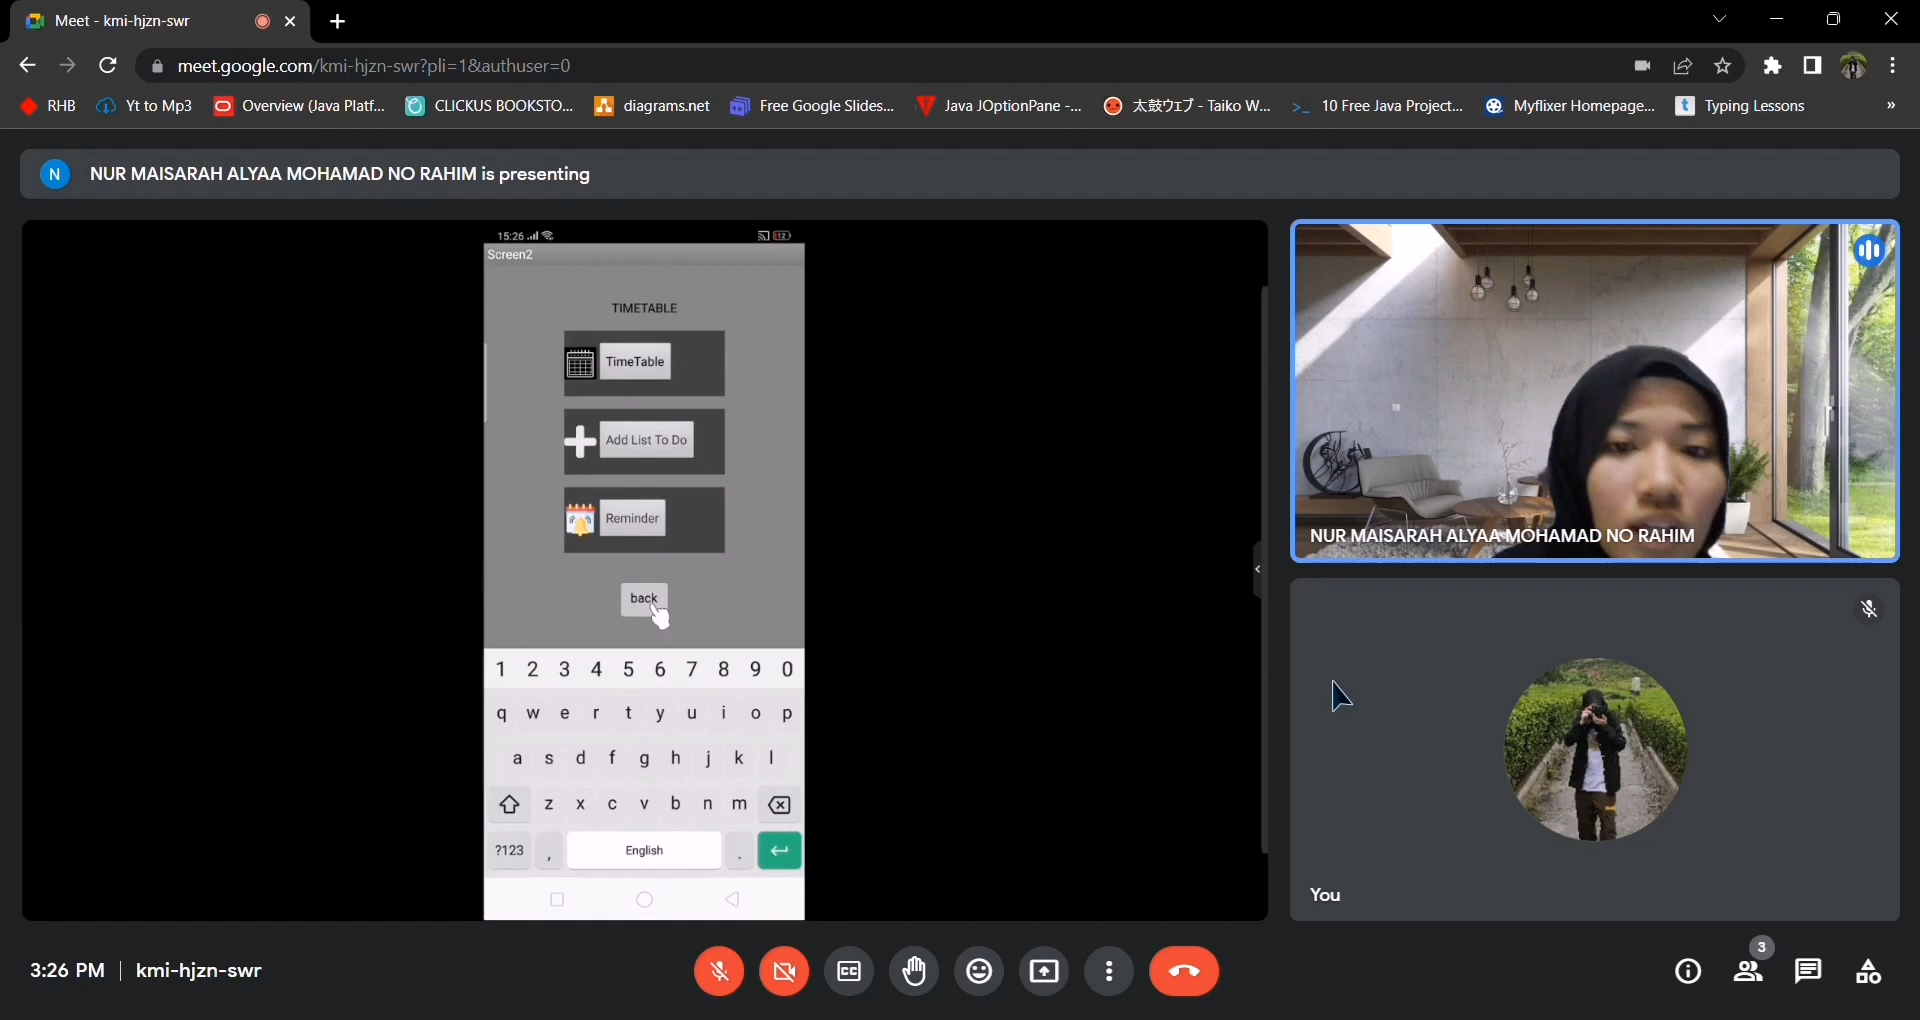 Meet - kmi-hjzn-swr
meet.google.com/kmi-hjzn-swr?pli=1&authuser=0
RHB
Yt to Mp3
Overview (Java Platf...
CLICKUS BOOKSTO...
diagrams.net
Free Google Slides...
Java JOptionPane -...
太鼓ウェブ - Taiko W...
10 Free Java Project...
Myflixer Homepage...
t
Typing Lessons
»
N
NUR MAISARAH ALYAA MOHAMAD NO RAHIM is presenting
15:26
12
Screen2
TIMETABLE
TimeTable
Add List To Do
Reminder
back
1 2 3 4 5 6 7 8 9 0
q w e r t y u i o p
a s d f g h j k l
z x c v b n m
?123 , English .
NUR MAISARAH ALYAA MOHAMAD NO RAHIM
You
3:26 PM | kmi-hjzn-swr
CC
3